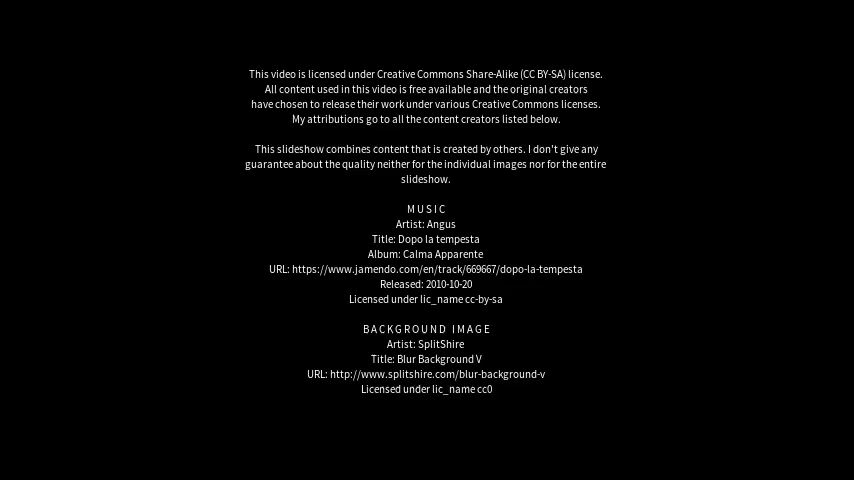 This video is licensed under Creative Commons Share-Alike (CC BY-SA) license.
All content used in this video is free available and the original creators
have chosen to release their work under various Creative Commons licenses.
My attributions go to all the content creators listed below.
This slideshow combines content that is created by others. I don't give any
guarantee about the quality neither for the individual images nor for the entire
slideshow.
MUSIC
Artist: Angus
Title: Dopo la tempesta
Album: Calma Apparente
URL: https://www.jamendo.com/en/track/669667/dopo-la-tempesta
Released: 2010-10-20
Licensed under lic_name cc-by-sa
BACKGROUND IMAGE
Artist: SplitShire
Title: Blur Background V
URL: http://www.splitshire.com/blur-background-v
Licensed under lic_name cc0